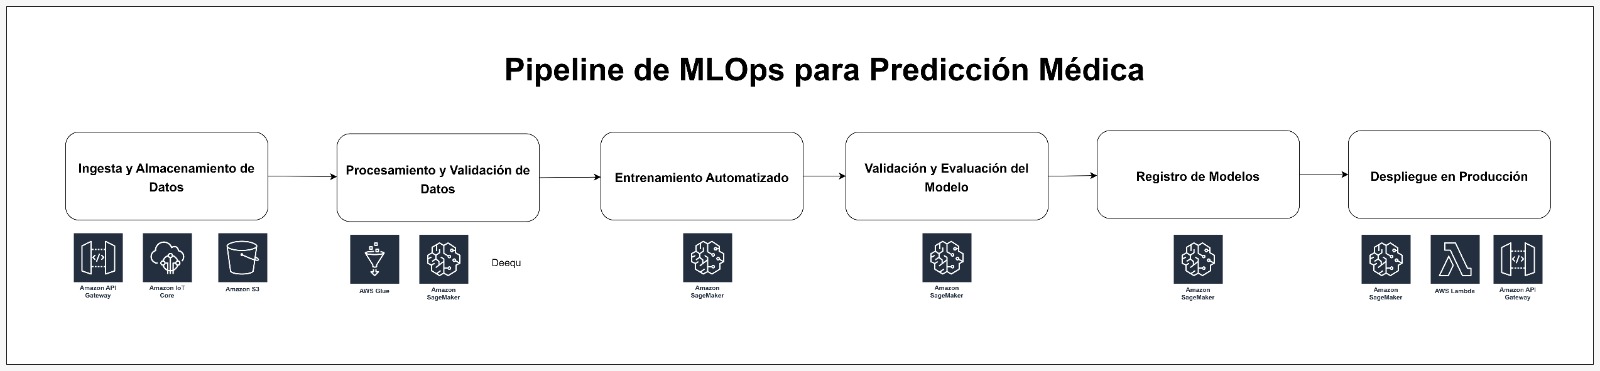 Pipeline de MLOps para Predicción Médica
Ingesta y Almacenamiento de
Datos
Procesamiento y Validación de
Datos
Entrenamiento Automatizado
Validación y Evaluación del
Modelo
Registro de Modelos
Despliegue en Producción
Amazon API
Gateway
Amazon IoT
Core
Amazon S3
AWS Glue
Amazon
SageMaker
Deequ
Amazon
SageMaker
Amazon
SageMaker
Amazon
SageMaker
Amazon
SageMaker
AWS Lambda
Amazon API
Gateway